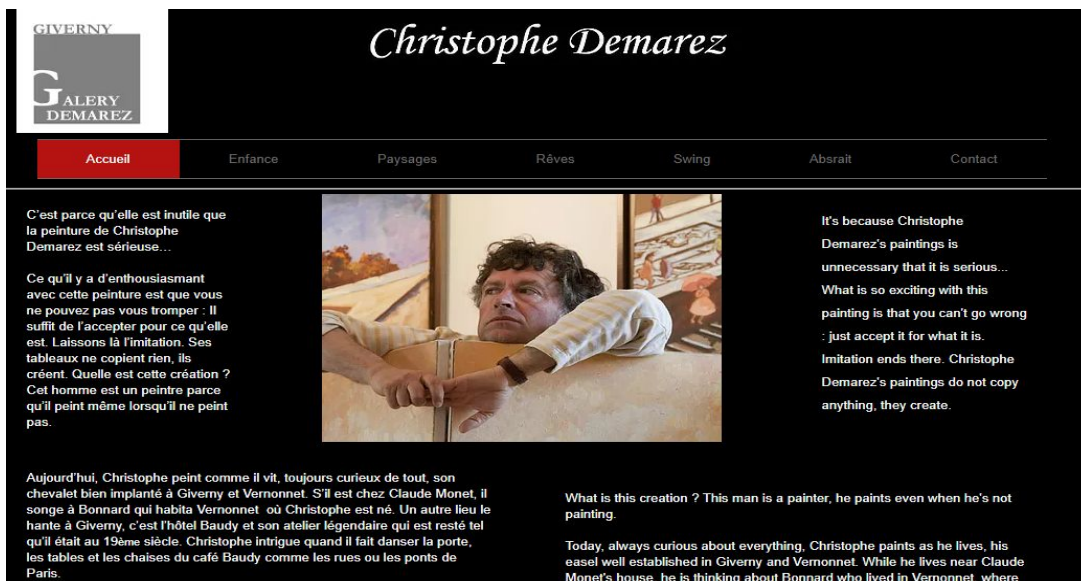 GIVERNY
GALERY
DEMAREZ
Christophe Demarez
Accueil
Enfance
Paysages
Rêves
Swing
Absrait
Contact
C'est parce qu'elle est inutile que
la peinture de Christophe
Demarez est sérieuse...
Ce qu'il y a d'enthousiasmant
avec cette peinture est que vous
ne pouvez pas vous tromper : Il
suffit de l'accepter pour ce qu'elle
est. Laissons là l'imitation. Ses
tableaux ne copient rien, ils
créent. Quelle est cette création ?
Cet homme est un peintre parce
qu'il peint même lorsqu'il ne peint
pas.
It's because Christophe
Demarez's paintings is
unnecessary that it is serious...
What is so exciting with this
painting is that you can't go wrong
: just accept it for what it is.
Imitation ends there. Christophe
Demarez's paintings do not copy
anything, they create.
Aujourd'hui, Christophe peint comme il vit, toujours curieux de tout, son
chevalet bien implanté à Giverny et Vernonnet. S'il est chez Claude Monet, il
songe à Bonnard qui habita Vernonnet où Christophe est né. Un autre lieu le
hante à Giverny, c'est l'hôtel Baudy et son atelier légendaire qui est resté tel
qu'il était au 19ème siècle. Christophe intrigue quand il fait danser la porte,
les tables et les chaises du café Baudy comme les rues ou les ponts de
Paris.
What is this creation ? This man is a painter, he paints even when he's not
painting.
Today, always curious about everything, Christophe paints as he lives, his
easel well established in Giverny and Vernonnet. While he lives near Claude
Monet's house, he is thinking about Bonnard who lived in Vernonnet, where